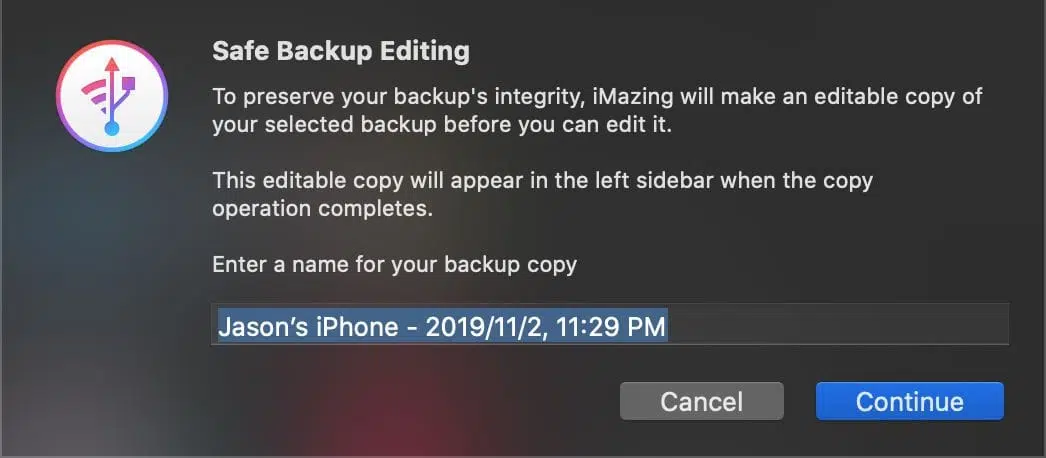 Safe Backup Editing
To preserve your backup's integrity, iMazing will make an editable copy of
your selected backup before you can edit it.
This editable copy will appear in the left sidebar when the copy
operation completes.
Enter a name for your backup copy
Jason’s iPhone - 2019/11/2, 11:29 PM
Cancel
Continue